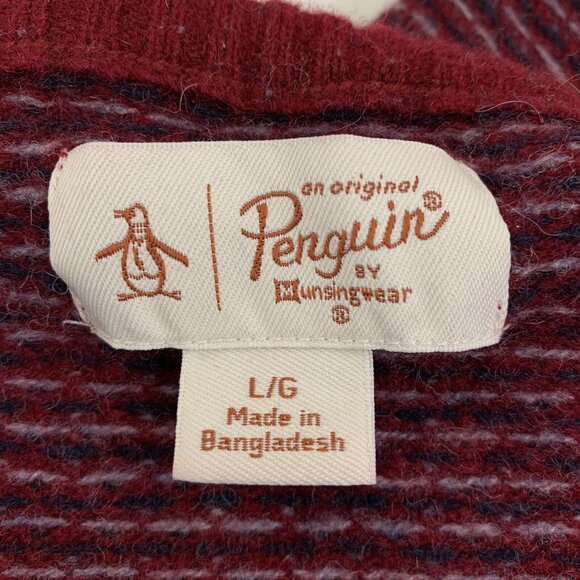 an original
Penguin®
BY
Munsingwear
®
L/G
Made in
Bangladesh